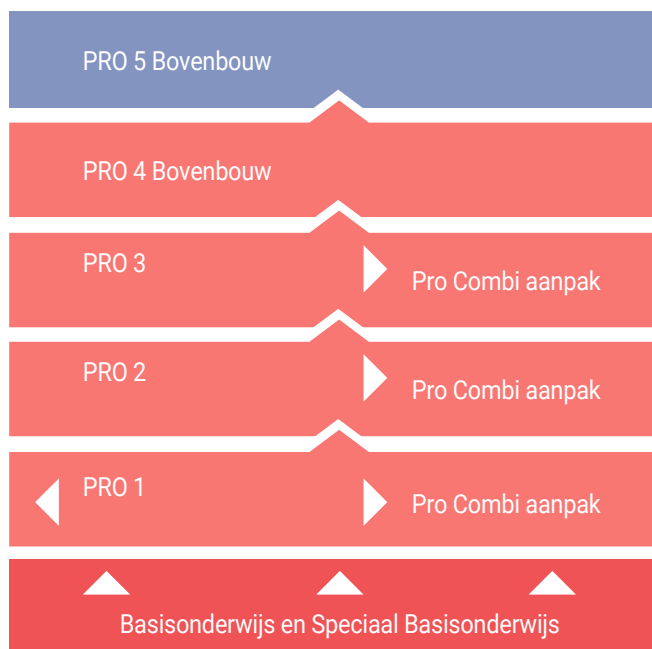 PRO 5 Bovenbouw
PRO 4 Bovenbouw
PRO 3
Pro Combi aanpak
PRO 2
Pro Combi aanpak
PRO 1
Pro Combi aanpak
Basisonderwijs en Speciaal Basisonderwijs